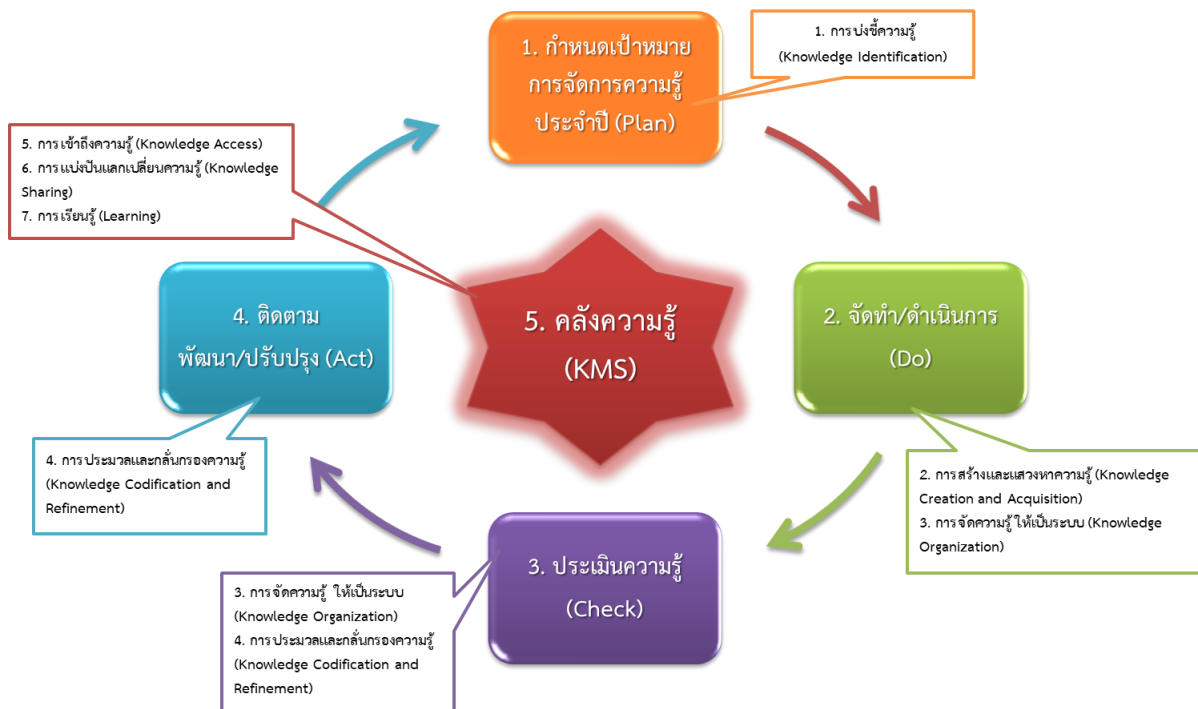 1. กำหนดเป้าหมาย
การจัดการความรู้
ประจำปี (Plan)
1. การบ่งชี้ความรู้
(Knowledge Identification)
5. การเข้าถึงความรู้ (Knowledge Access)
6. การแบ่งปันแลกเปลี่ยนความรู้ (Knowledge
Sharing)
7. การเรียนรู้ (Learning)
4. ติดตาม
พัฒนา/ปรับปรุง (Act)
5. คลังความรู้
(KMS)
2. จัดทำ/ดำเนินการ
(Do)
4. การประมวลและกลั่นกรองความรู้
(Knowledge Codification and
Refinement)
2. การสร้างและแสวงหาความรู้ (Knowledge
Creation and Acquisition)
3. การจัดความรู้ ให้เป็นระบบ (Knowledge
Organization)
3. ประเมินความรู้
(Check)
3. การจัดความรู้ ให้เป็นระบบ
(Knowledge Organization)
4. การประมวลและกลั่นกรองความรู้
(Knowledge Codification and
Refinement)